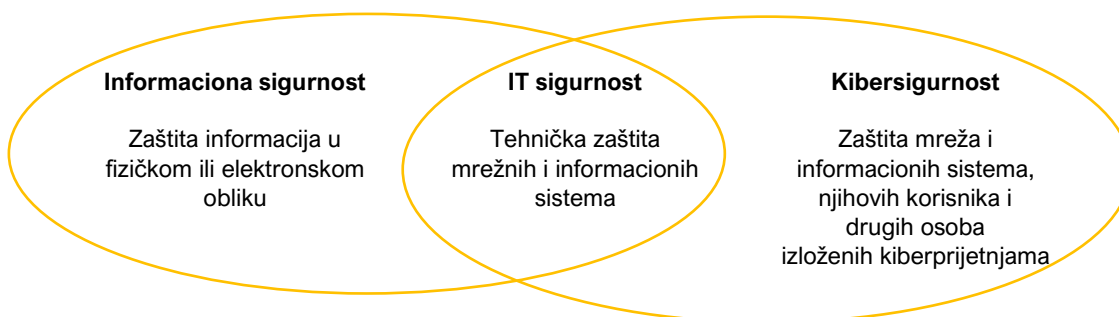 Informaciona sigurnost
Zaštita informacija u
fizičkom ili elektronskom
obliku
IT sigurnost
Tehnička zaštita
mrežnih i informacionih
sistema
Kibersigurnost
Zaštita mreža i
informacionih sistema,
njihovih korisnika i
drugih osoba
izloženih kiberprijetnjama